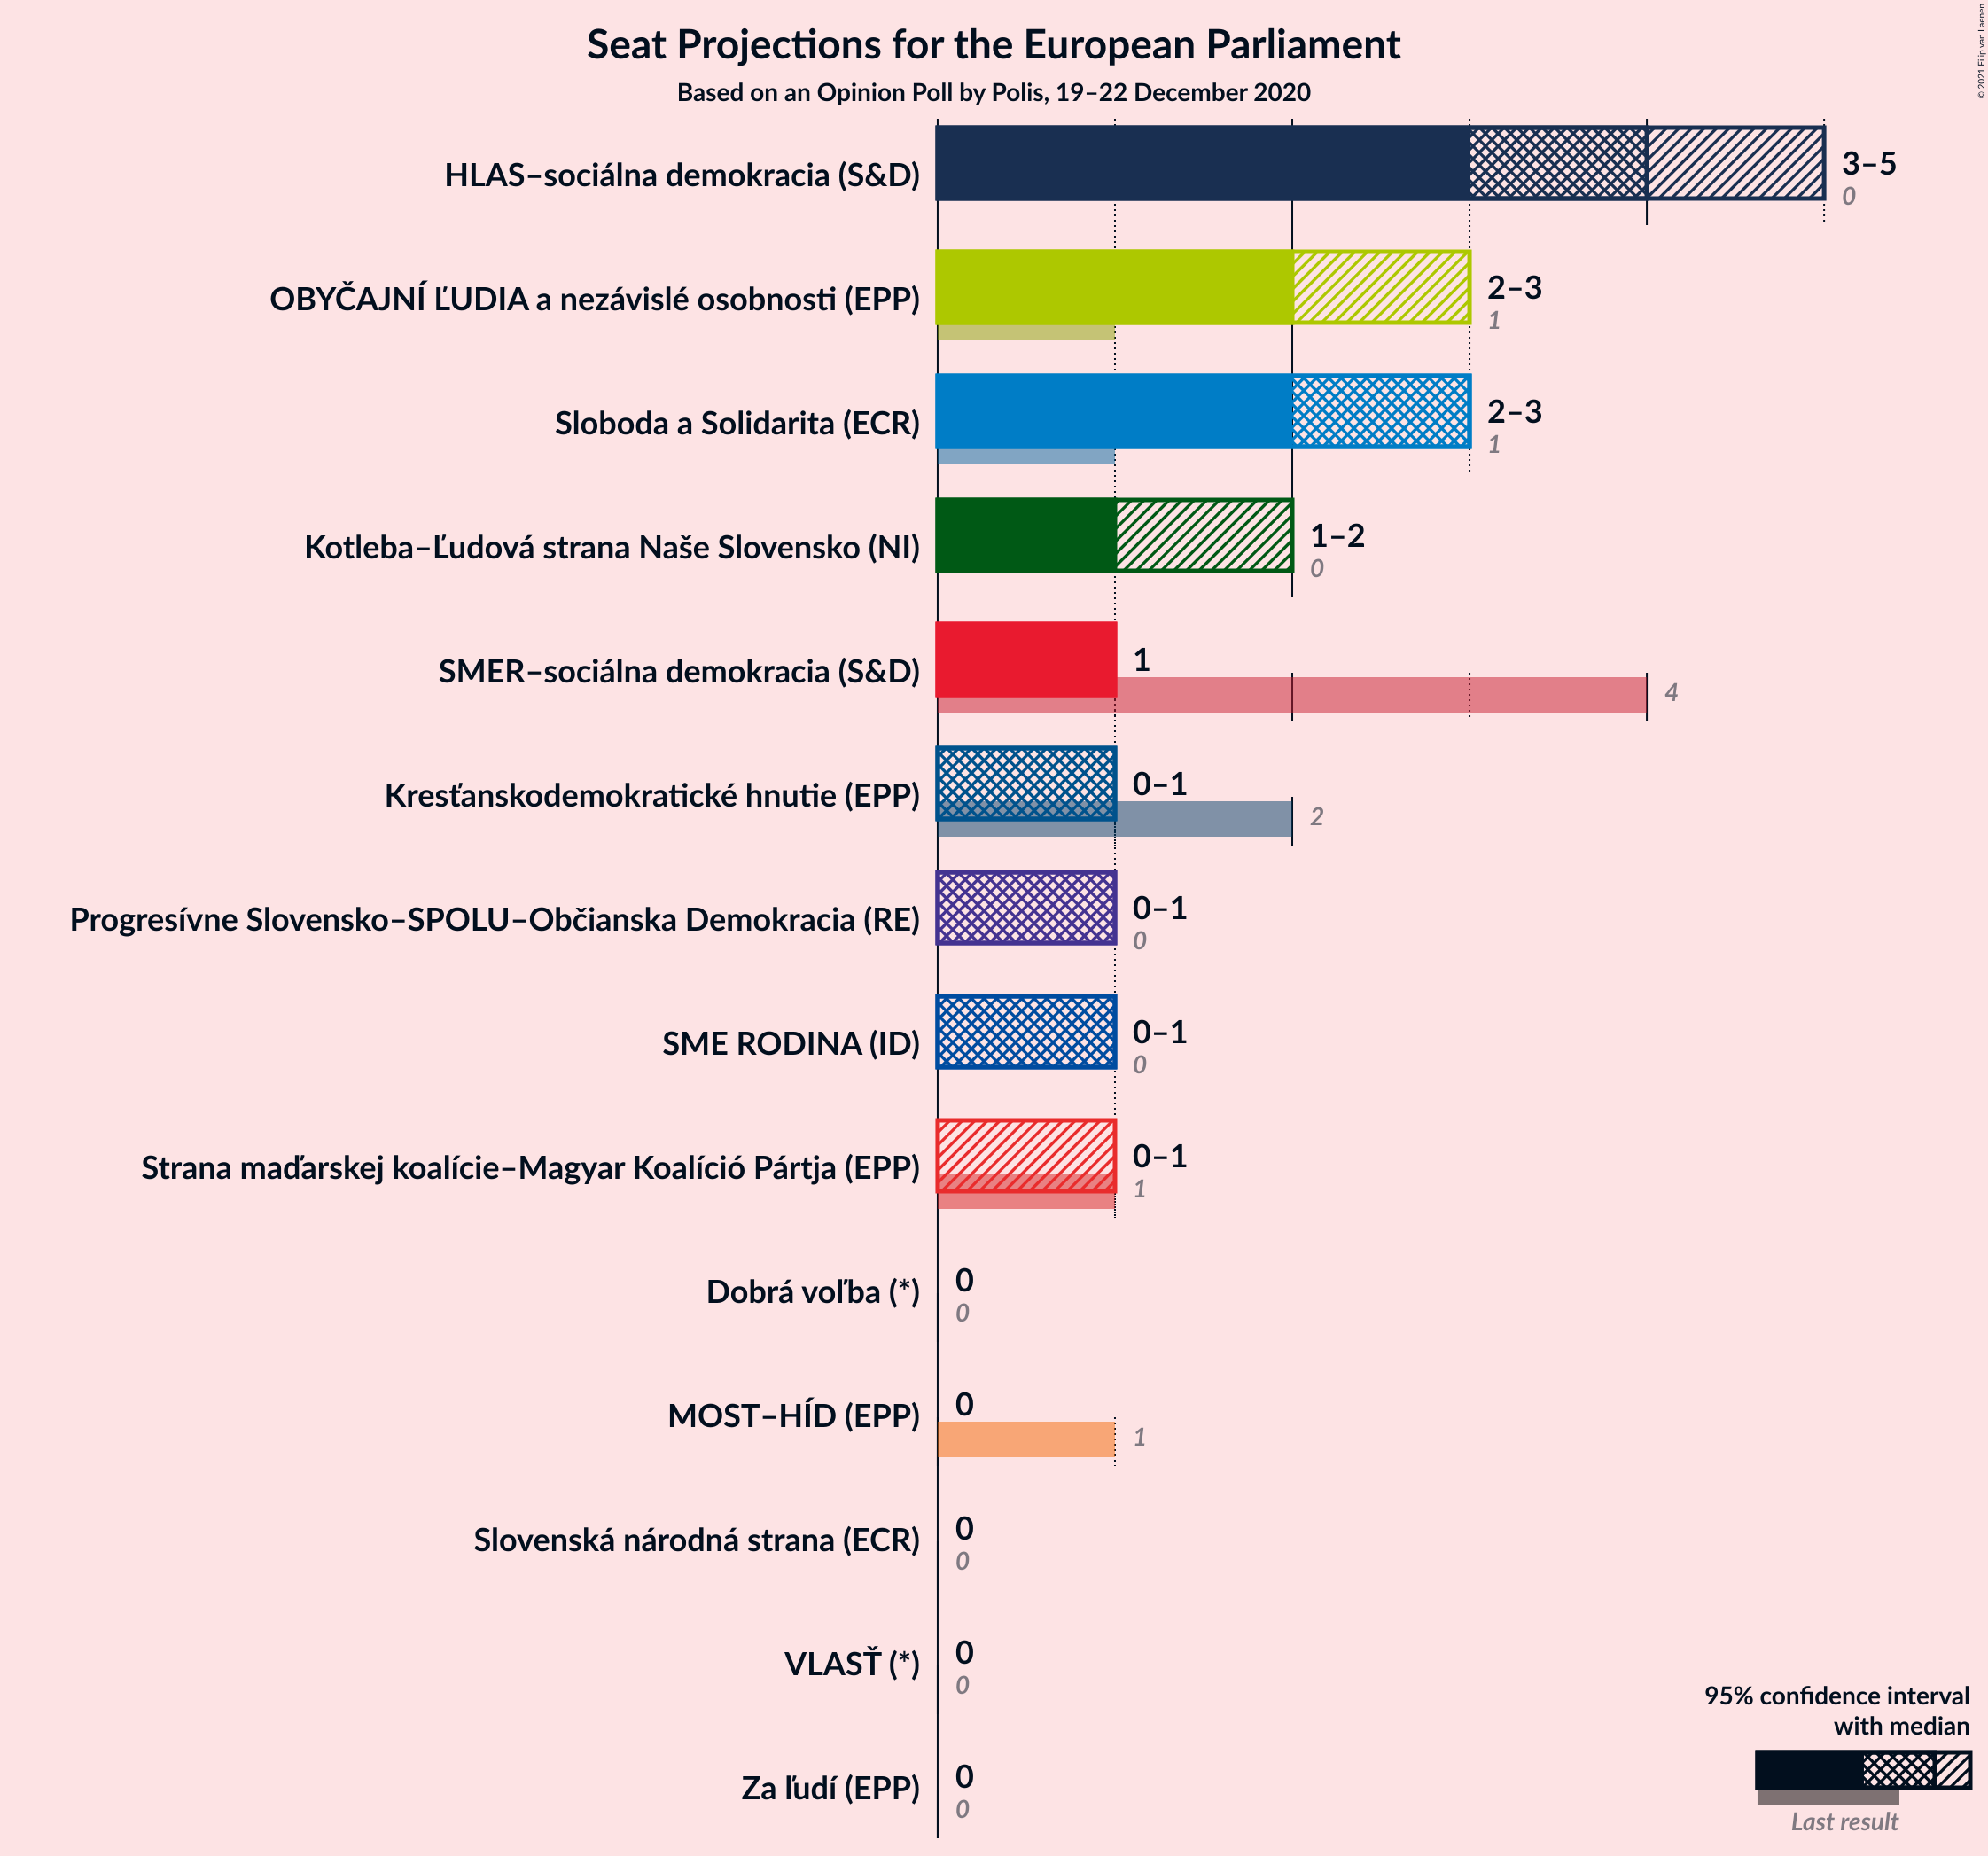 Seat Projections for the European Parliament
Based on an Opinion Poll by Polis, 19–22 December 2020
© 2021 Filip van Laenen
HLAS–sociálna demokracia (S&D)
3–5
0
OBYČAJNÍ ĽUDIA a nezávislé osobnosti (EPP)
2–3
1
Sloboda a Solidarita (ECR)
2–3
1
Kotleba–Ľudová strana Naše Slovensko (NI)
1–2
0
SMER–sociálna demokracia (S&D)
1
4
Kresťanskodemokratické hnutie (EPP)
0–1
2
Progresívne Slovensko–SPOLU–Občianska Demokracia (RE)
0–1
0
SME RODINA (ID)
0–1
0
Strana maďarskej koalície–Magyar Koalíció Pártja (EPP)
0–1
1
Dobrá voľba (*)
0
0
MOST–HÍD (EPP)
0
1
Slovenská národná strana (ECR)
0
0
VLASŤ (*)
0
0
Za ľudí (EPP)
0
0
95% confidence interval
with median
Last result